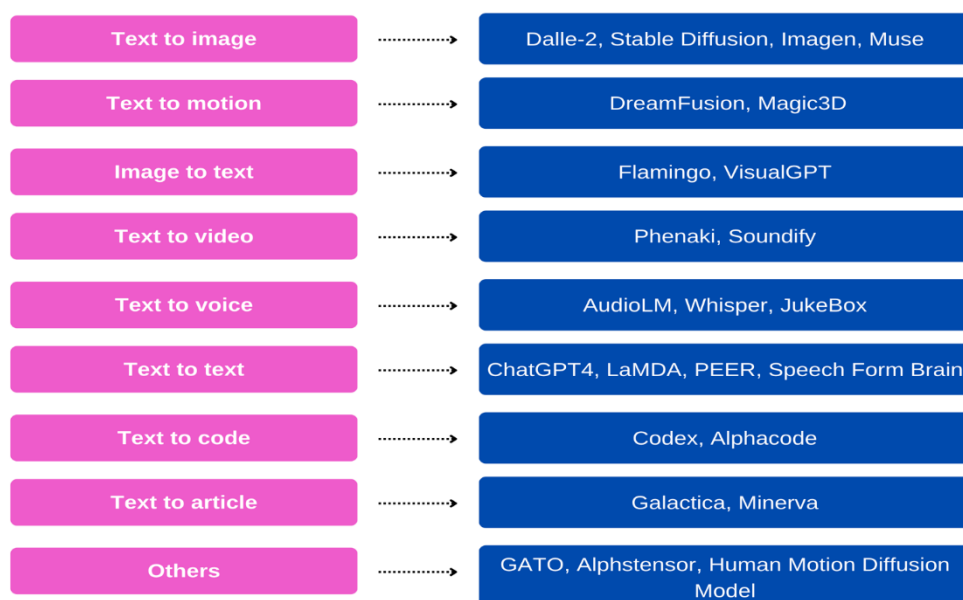 Text to image
Dalle-2, Stable Diffusion, Imagen, Muse
Text to motion
DreamFusion, Magic3D
Image to text
Flamingo, VisualGPT
Text to video
Phenaki, Soundify
Text to voice
AudioLM, Whisper, JukeBox
Text to text
ChatGPT4, LaMDA, PEER, Speech Form Brain
Text to code
Codex, Alphacode
Text to article
Galactica, Minerva
Others
GATO, Alphstensor, Human Motion Diffusion
Model